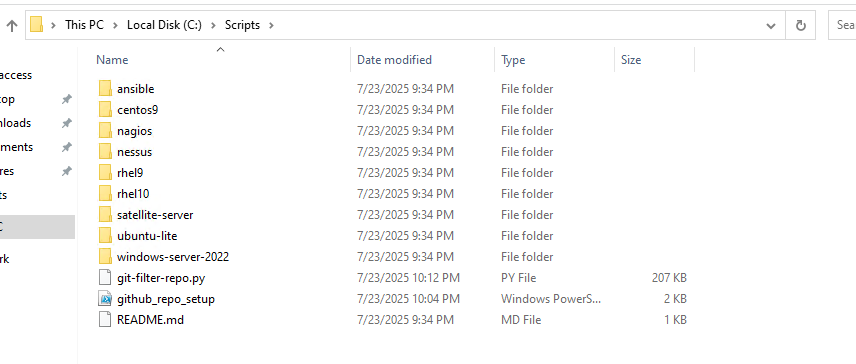 This PC > Local Disk (C:) > Scripts > Sea
Name Date modified Type Size
access
ansible 7/23/2025 9:34 PM File folder
top
centos9 7/23/2025 9:34 PM File folder
nloads
nagios 7/23/2025 9:34 PM File folder
ments
nessus 7/23/2025 9:34 PM File folder
res
rhel9 7/23/2025 9:34 PM File folder
ts
rhel10 7/23/2025 9:34 PM File folder
satellite-server 7/23/2025 9:34 PM File folder
C
ubuntu-lite 7/23/2025 9:34 PM File folder
rk
windows-server-2022 7/23/2025 9:34 PM File folder
git-filter-repo.py 7/23/2025 10:12 PM PY File 207 KB
github_repo_setup 7/23/2025 10:04 PM Windows PowerS... 2 KB
README.md 7/23/2025 9:34 PM MD File 1 KB